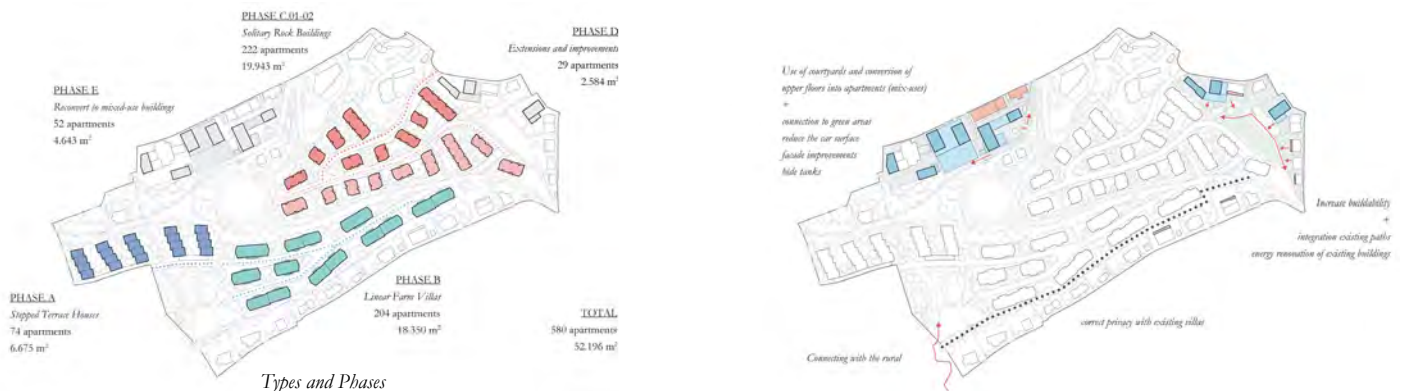 PHASE C.01-02
Solitary Rock Buildings
222 apartments
19.943 m²
PHASE D
Extensions and improvements
29 apartments
2.584 m²
PHASE E
Reconvert to mixed-use buildings
52 apartments
4.643 m²
PHASE A
Stepped Terrace Houses
74 apartments
6.675 m²
PHASE B
Linear Farm Villas
204 apartments
18.350 m²
TOTAL
580 apartments
52.196 m²
Types and Phases
Use of courtyards and conversion of
upper floors into apartments (mix-uses)
+
connection to green areas
reduce the car surface
facade improvements
hide tanks
Increase buildability
+
integration existing paths
energy renovation of existing buildings
correct privacy with existing villas
Connecting with the rural